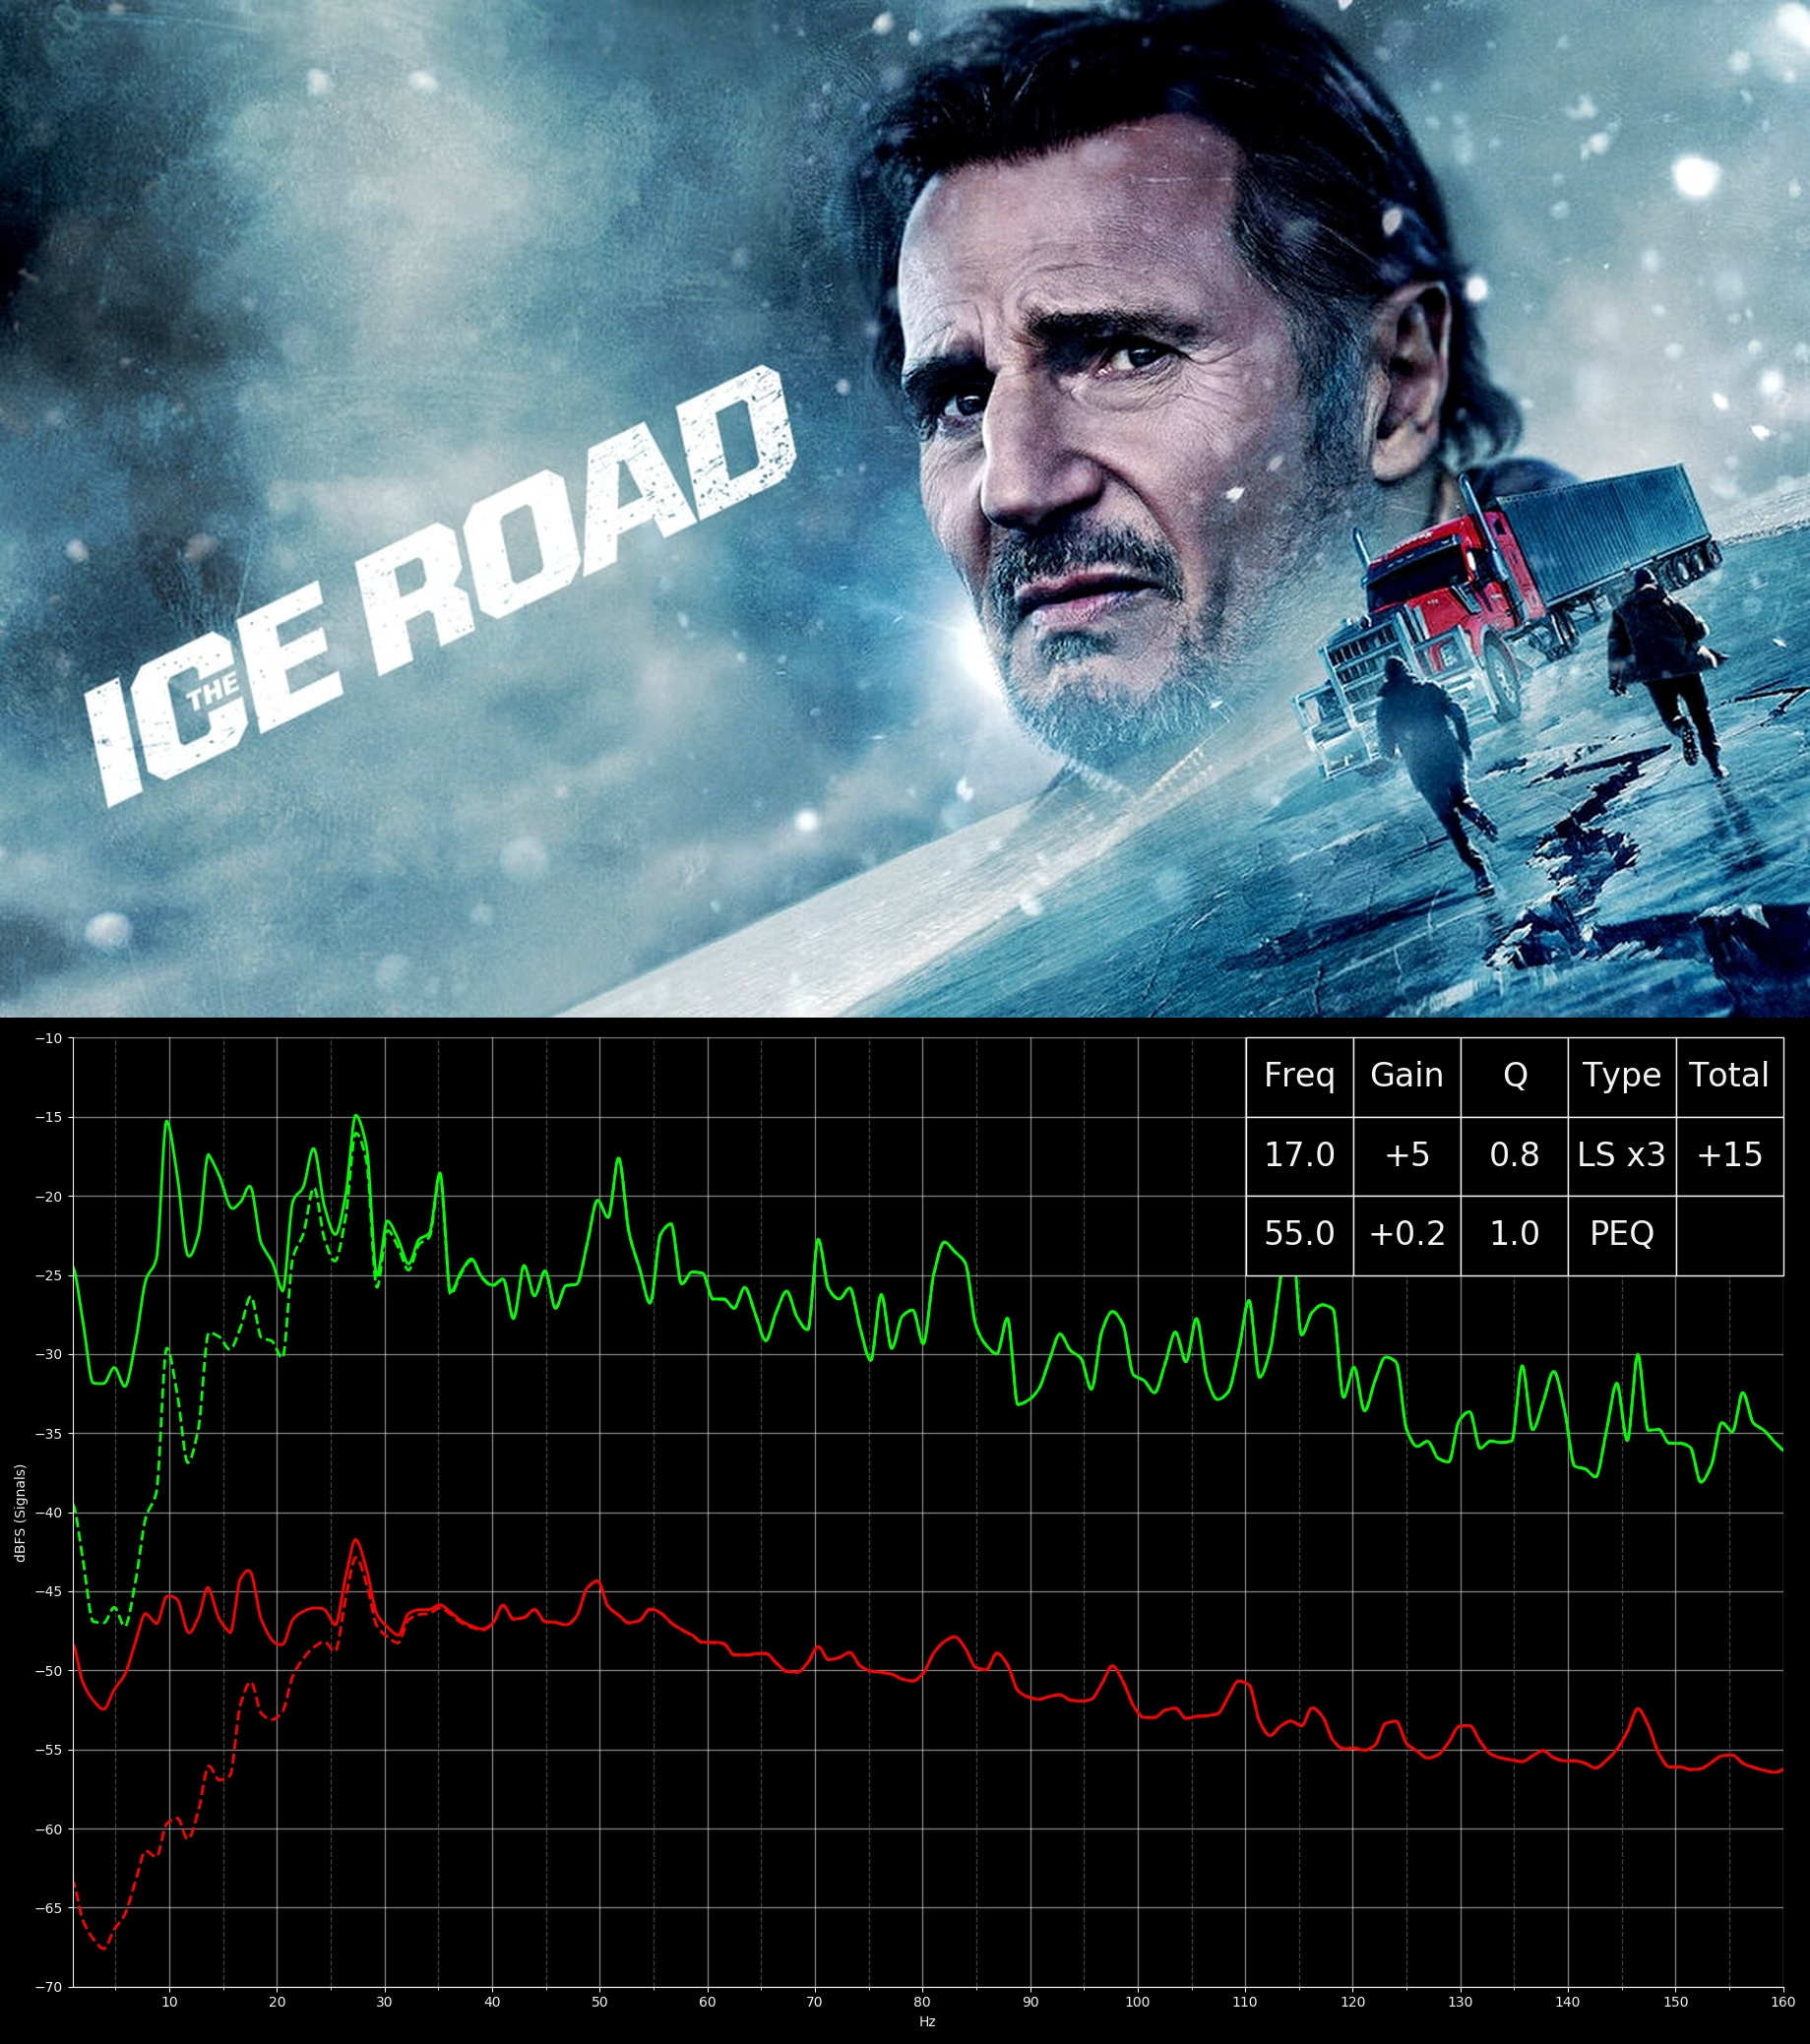 THE
ICE ROAD
Freq Gain Q Type Total
17.0 +5 0.8 LS x3 +15
55.0 +0.2 1.0 PEQ
−10
−15
−20
−25
−30
−35
−40
−45
−50
−55
−60
−65
−70
dBFS (Signals)
10 20 30 40 50 60 70 80 90 100 110 120 130 140 150 160
Hz